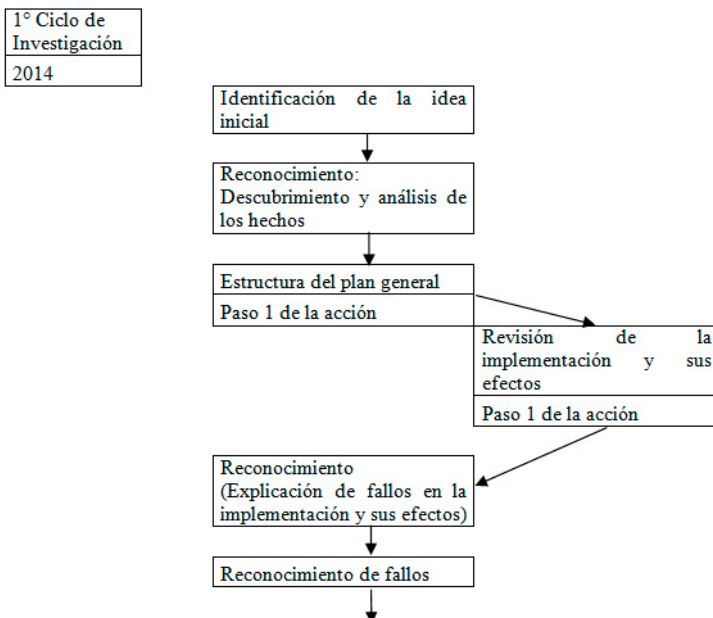 1° Ciclo de
Investigación
2014
Identificación de la idea
inicial
Reconocimiento:
Descubrimiento y análisis de
los hechos
Estructura del plan general
Paso 1 de la acción
Revisión de la
implementación y sus
efectos
Paso 1 de la acción
Reconocimiento
(Explicación de fallos en la
implementación y sus efectos)
Reconocimiento de fallos